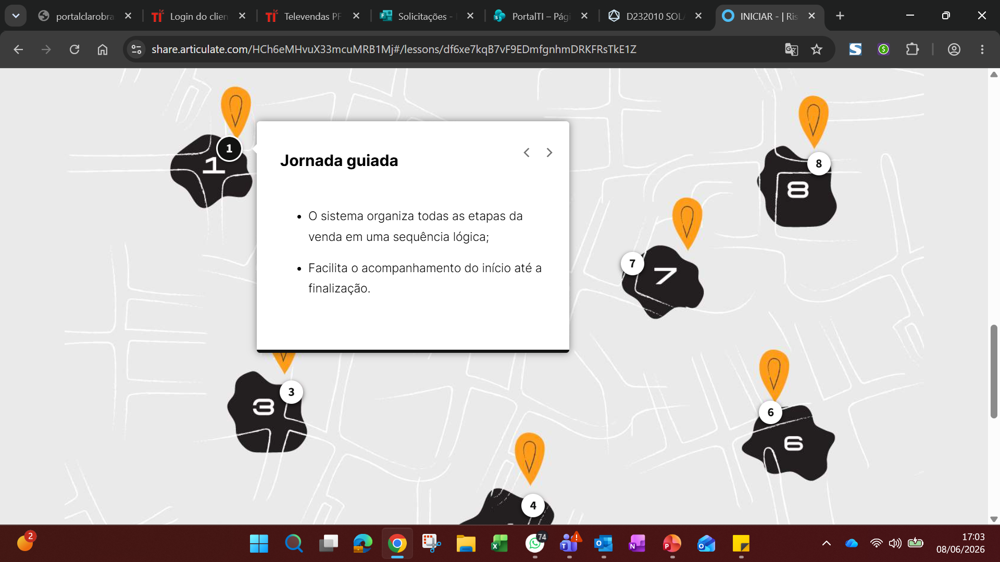 portalclarobra
Login do clien
Televendas PF
Solicitações -
PortalTI – Pági
D232010 SOL
INICIAR - | Ris
share.articulate.com/HCh6eMHvuX33mcuMRB1Mj#/lessons/df6xe7kqB7vF9EDmfgnhmDRKFRsTkE1Z
1
1
Jornada guiada
• O sistema organiza todas as etapas da
venda em uma sequência lógica;
• Facilita o acompanhamento do início até a
finalização.
8
8
7
7
3
3
6
6
4
2
74
17:03
08/06/2026